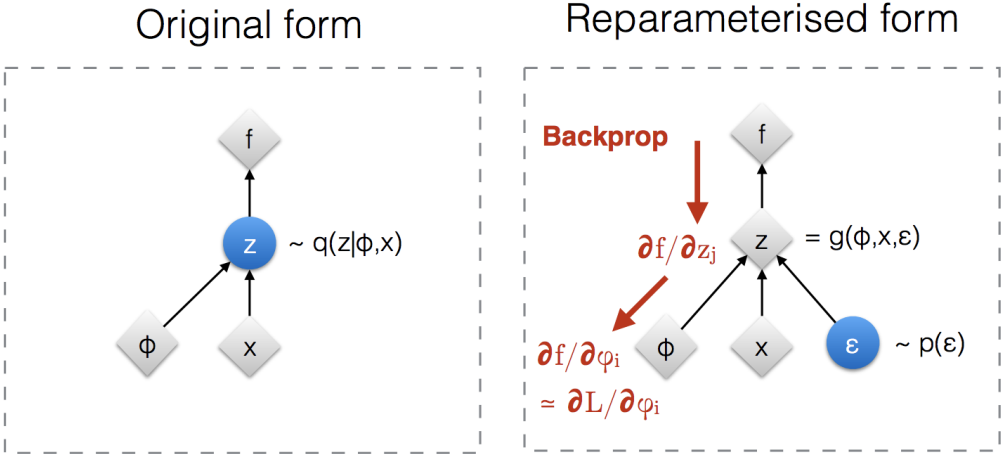 Original form
f
z ~ q(z|ϕ,x)
ϕ x
Reparameterised form
f
Backprop
∂f/∂zⱼ
z = g(ϕ,x,ε)
∂f/∂φᵢ
≃ ∂L/∂φᵢ
ϕ x ε ~ p(ε)